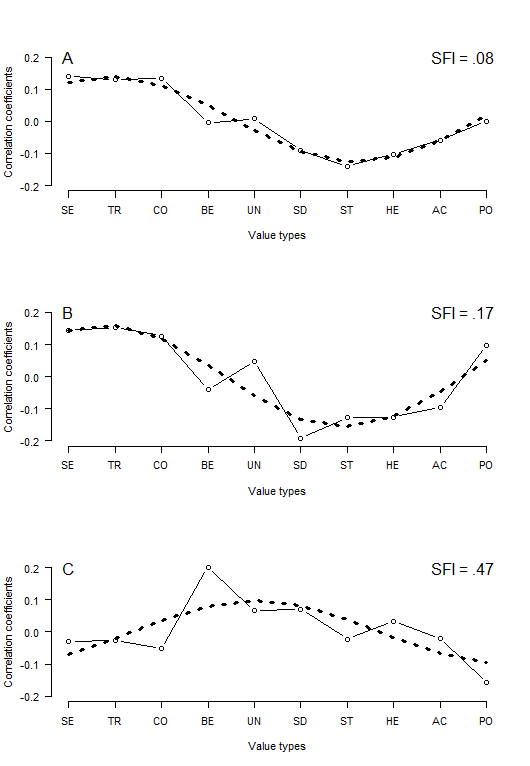 A SFI = .08
Correlation coefficients
0.2
0.1
0.0
-0.1
-0.2
SE TR CO BE UN SD ST HE AC PO
Value types
B SFI = .17
Correlation coefficients
0.2
0.1
0.0
-0.1
-0.2
SE TR CO BE UN SD ST HE AC PO
Value types
C SFI = .47
Correlation coefficients
0.2
0.1
0.0
-0.1
-0.2
SE TR CO BE UN SD ST HE AC PO
Value types